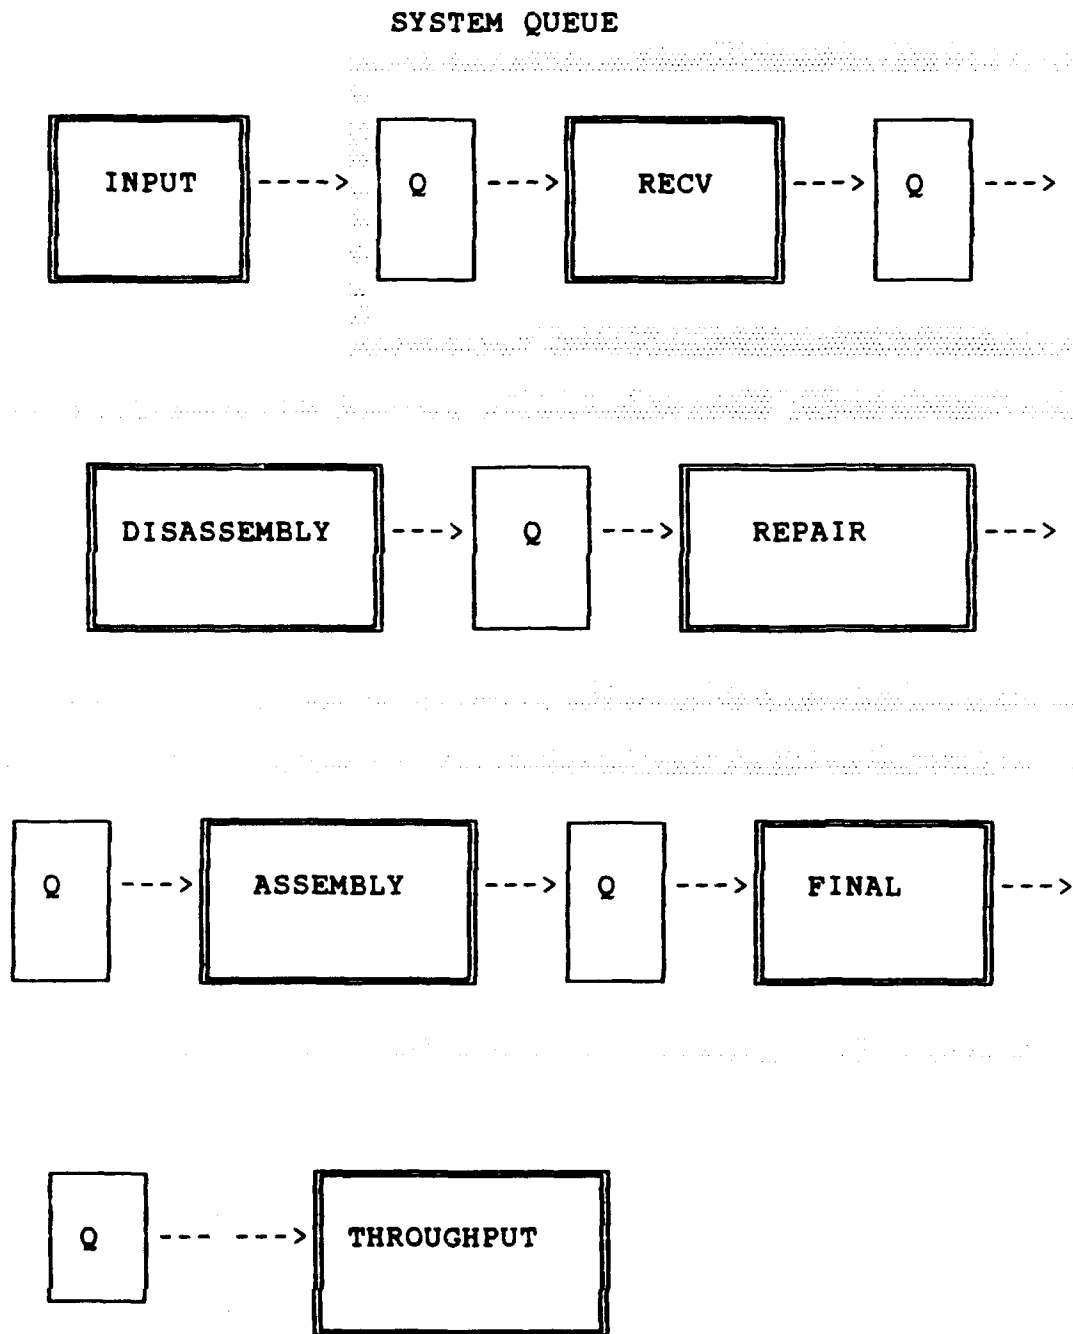 SYSTEM QUEUE
INPUT ----> Q ---> RECV ---> Q --->
DISASSEMBLY ---> Q ---> REPAIR --->
Q ---> ASSEMBLY ---> Q ---> FINAL --->
Q --- ---> THROUGHPUT